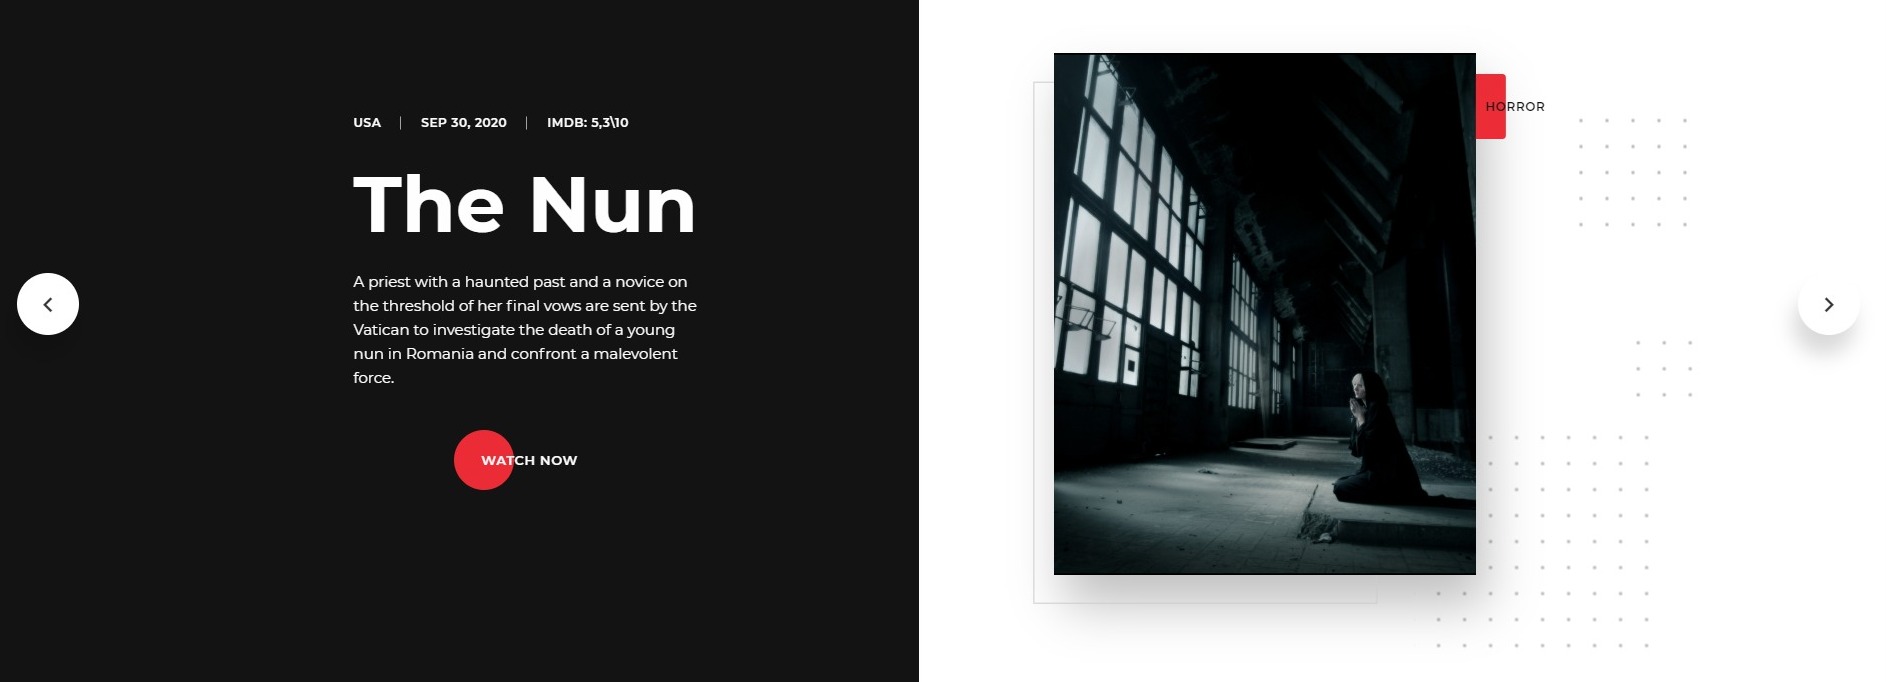 USA | SEP 30, 2020 | IMDB: 5,3\10
The Nun
A priest with a haunted past and a novice on
the threshold of her final vows are sent by the
Vatican to investigate the death of a young
nun in Romania and confront a malevolent
force.
WATCH NOW
HORROR